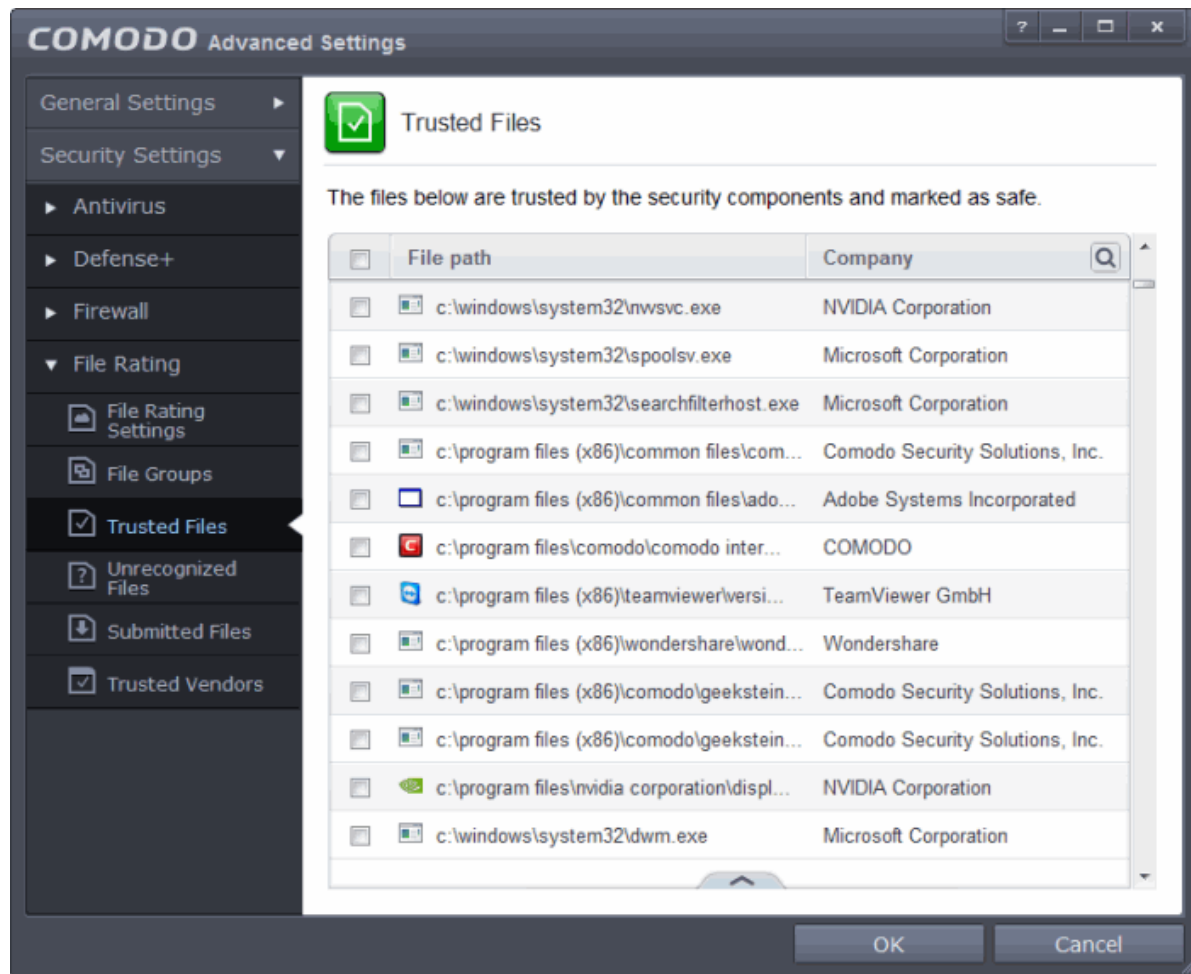 COMODO Advanced Settings
?
General Settings
Security Settings
Antivirus
Defense+
Firewall
File Rating
File Rating
Settings
File Groups
Trusted Files
Unrecognized
Files
Submitted Files
Trusted Vendors
Trusted Files
The files below are trusted by the security components and marked as safe.
File path Company
c:\windows\system32\nvvsvc.exe NVIDIA Corporation
c:\windows\system32\spoolsv.exe Microsoft Corporation
c:\windows\system32\searchfilterhost.exe Microsoft Corporation
c:\program files (x86)\common files\com... Comodo Security Solutions, Inc.
c:\program files (x86)\common files\ado... Adobe Systems Incorporated
c:\program files\comodo\comodo inter... COMODO
c:\program files (x86)\teamviewer\versi... TeamViewer GmbH
c:\program files (x86)\wondershare\wond... Wondershare
c:\program files (x86)\comodo\geekstein... Comodo Security Solutions, Inc.
c:\program files (x86)\comodo\geekstein... Comodo Security Solutions, Inc.
c:\program files\nvidia corporation\displ... NVIDIA Corporation
c:\windows\system32\dwm.exe Microsoft Corporation
OK Cancel